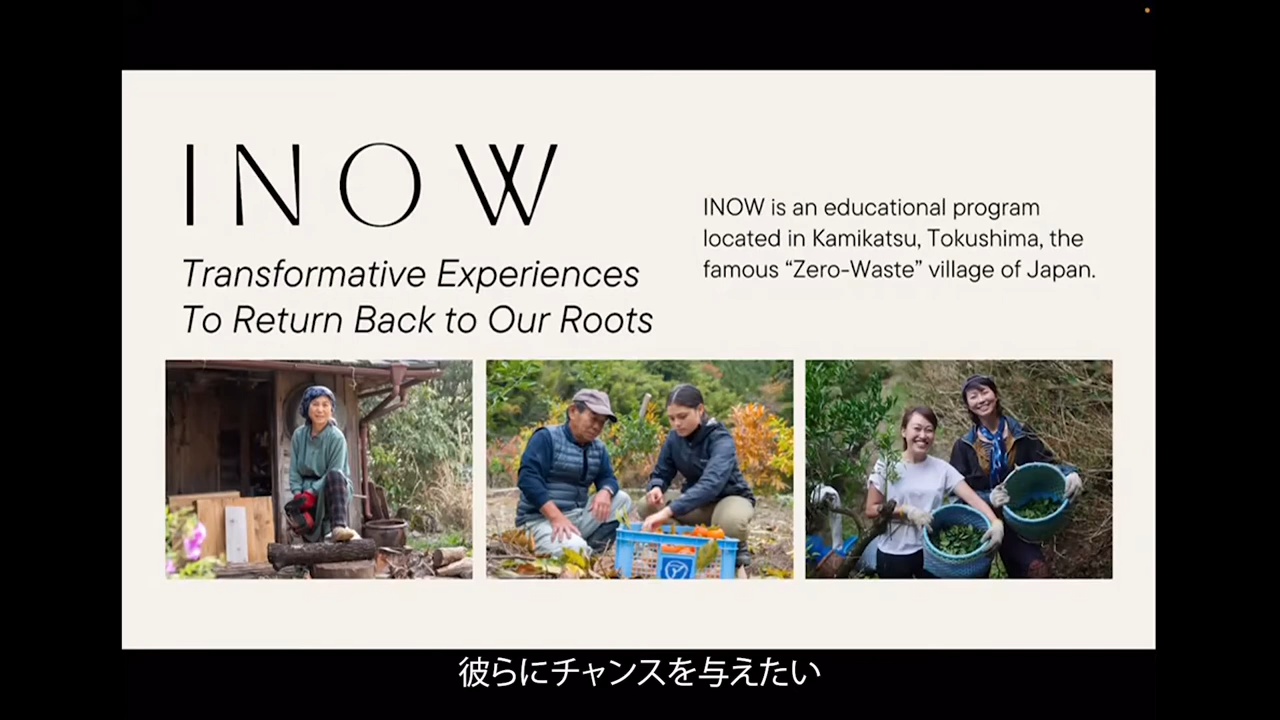 INOW
Transformative Experiences
To Return Back to Our Roots
INOW is an educational program
located in Kamikatsu, Tokushima, the
famous “Zero-Waste” village of Japan.
彼らにチャンスを与えたい